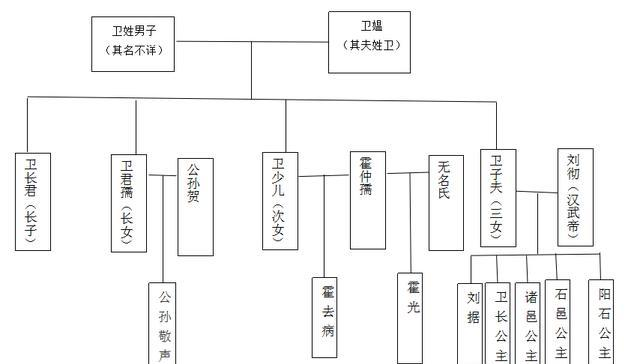 卫姓男子
（其名不详）
卫媪
（其夫姓卫）
卫长君（长子）
卫君孺（长女）
公孙贺
卫少儿（次女）
霍仲孺
无名氏
卫子夫（三女）
刘彻（汉武帝）
公孙敬声
霍去病
霍光
刘据
卫长公主
诸邑公主
石邑公主
阳石公主